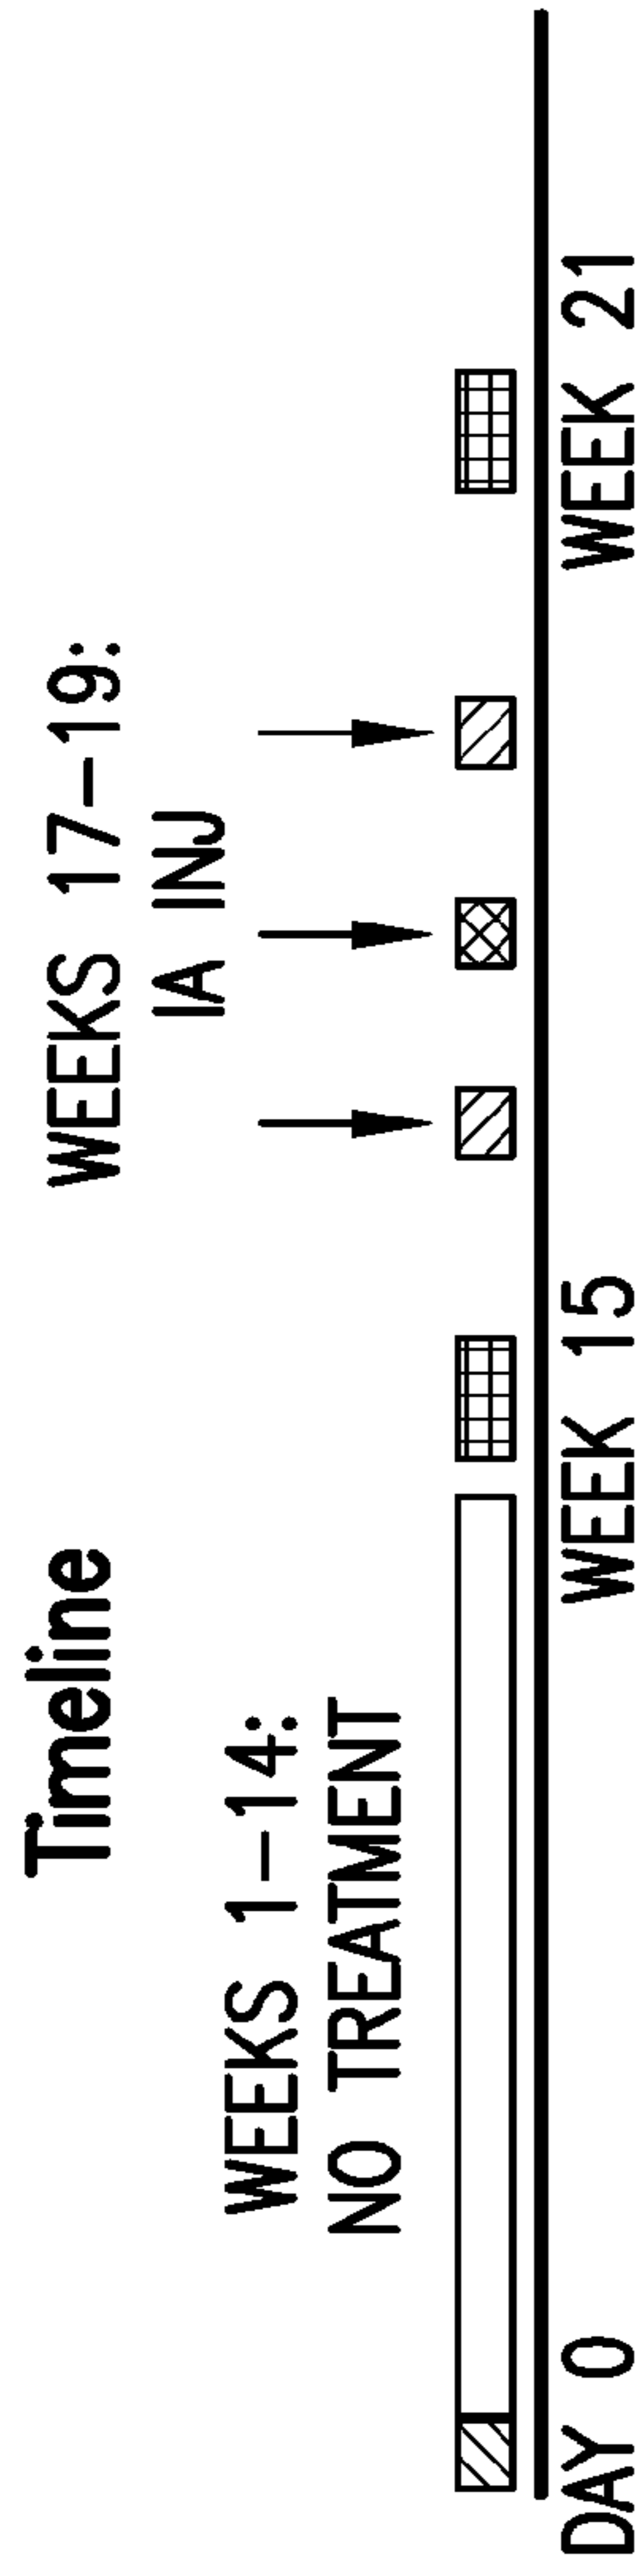 Timeline
WEEKS 1-14:
NO TREATMENT
WEEKS 17-19:
IA INJ
DAY 0
WEEK 15
WEEK 21